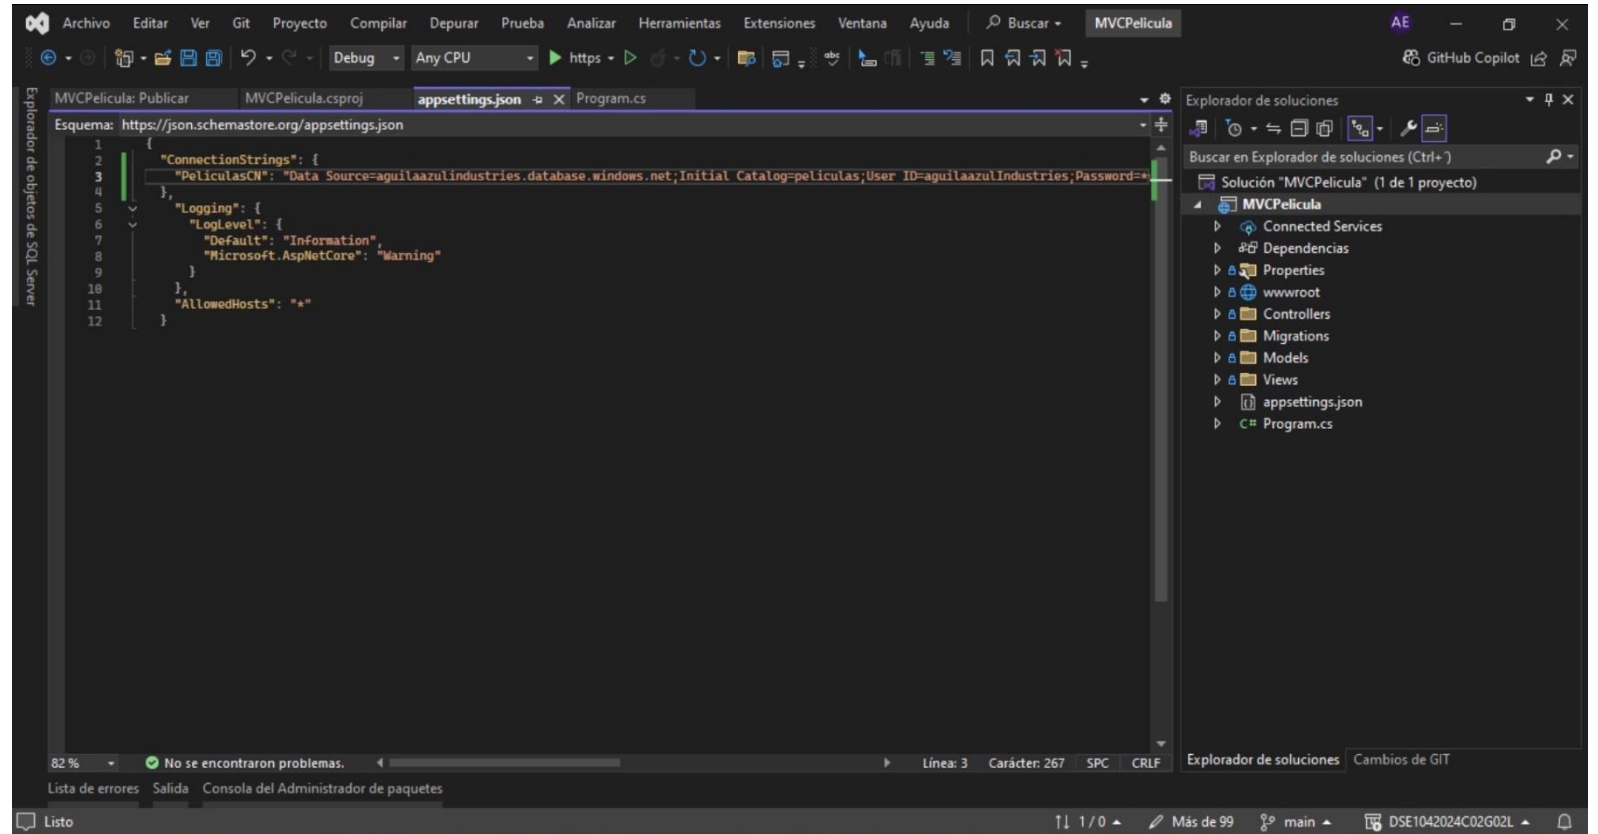 Archivo Editar Ver Git Proyecto Compilar Depurar Prueba Analizar Herramientas Extensiones Ventana Ayuda Buscar MVCPelicula AE
Debug Any CPU https GitHub Copilot
Explorador de objetos de SQL Server
MVCPelicula: Publicar MVCPelicula.csproj appsettings.json Program.cs
Esquema: https://json.schemastore.org/appsettings.json
1 {
2 "ConnectionStrings": {
3 "PeliculasCN": "Data Source=aguilaazulindustries.database.windows.net;Initial Catalog=peliculas;User ID=aguilaazulIndustries;Password=*
4 },
5 "Logging": {
6 "LogLevel": {
7 "Default": "Information",
8 "Microsoft.AspNetCore": "Warning"
9 }
10 },
11 "AllowedHosts": "*"
12 }
82 % No se encontraron problemas. Línea: 3 Carácter: 267 SPC CRLF
Explorador de soluciones
Buscar en Explorador de soluciones (Ctrl+´)
Solución "MVCPelicula" (1 de 1 proyecto)
MVCPelicula
Connected Services
Dependencias
Properties
wwwroot
Controllers
Migrations
Models
Views
appsettings.json
C# Program.cs
Explorador de soluciones Cambios de GIT
Lista de errores Salida Consola del Administrador de paquetes
Listo 1 / 0 Más de 99 main DSE1042024C02G02L